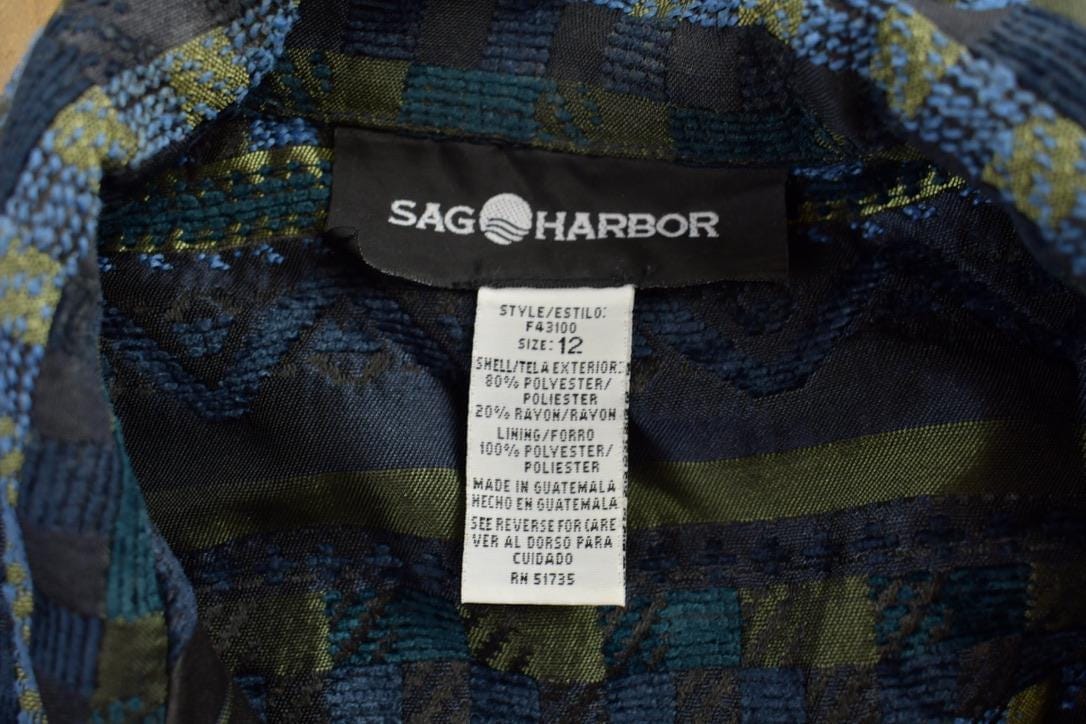 SAG HARBOR
STYLE/ESTILO:
F43100
SIZE: 12
SHELL/TELA EXTERIOR:
80% POLYESTER/
POLIESTER
20% RAYON/RAYON
LINING/FORRO
100% POLYESTER/
POLIESTER
MADE IN GUATEMALA
HECHO EN GUATEMALA
SEE REVERSE FOR CARE
VER AL DORSO PARA
CUIDADO
RN 51735